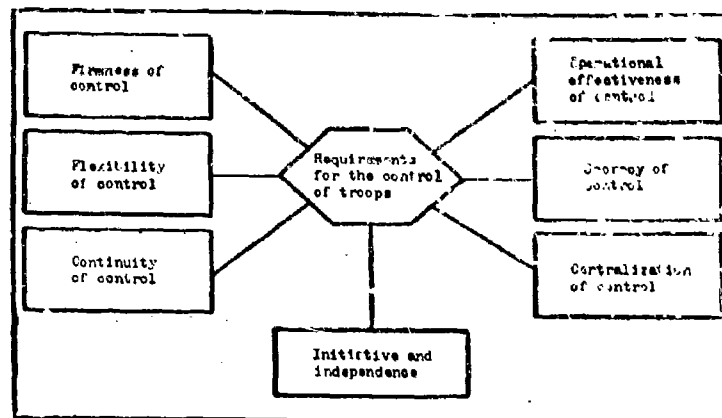 Firmness of
control
Flexibility
of control
Continuity
of control
Requirements
for the control
of troops
Operational
effectiveness
of control
of
control
Centralization
of control
Initiative and
independence